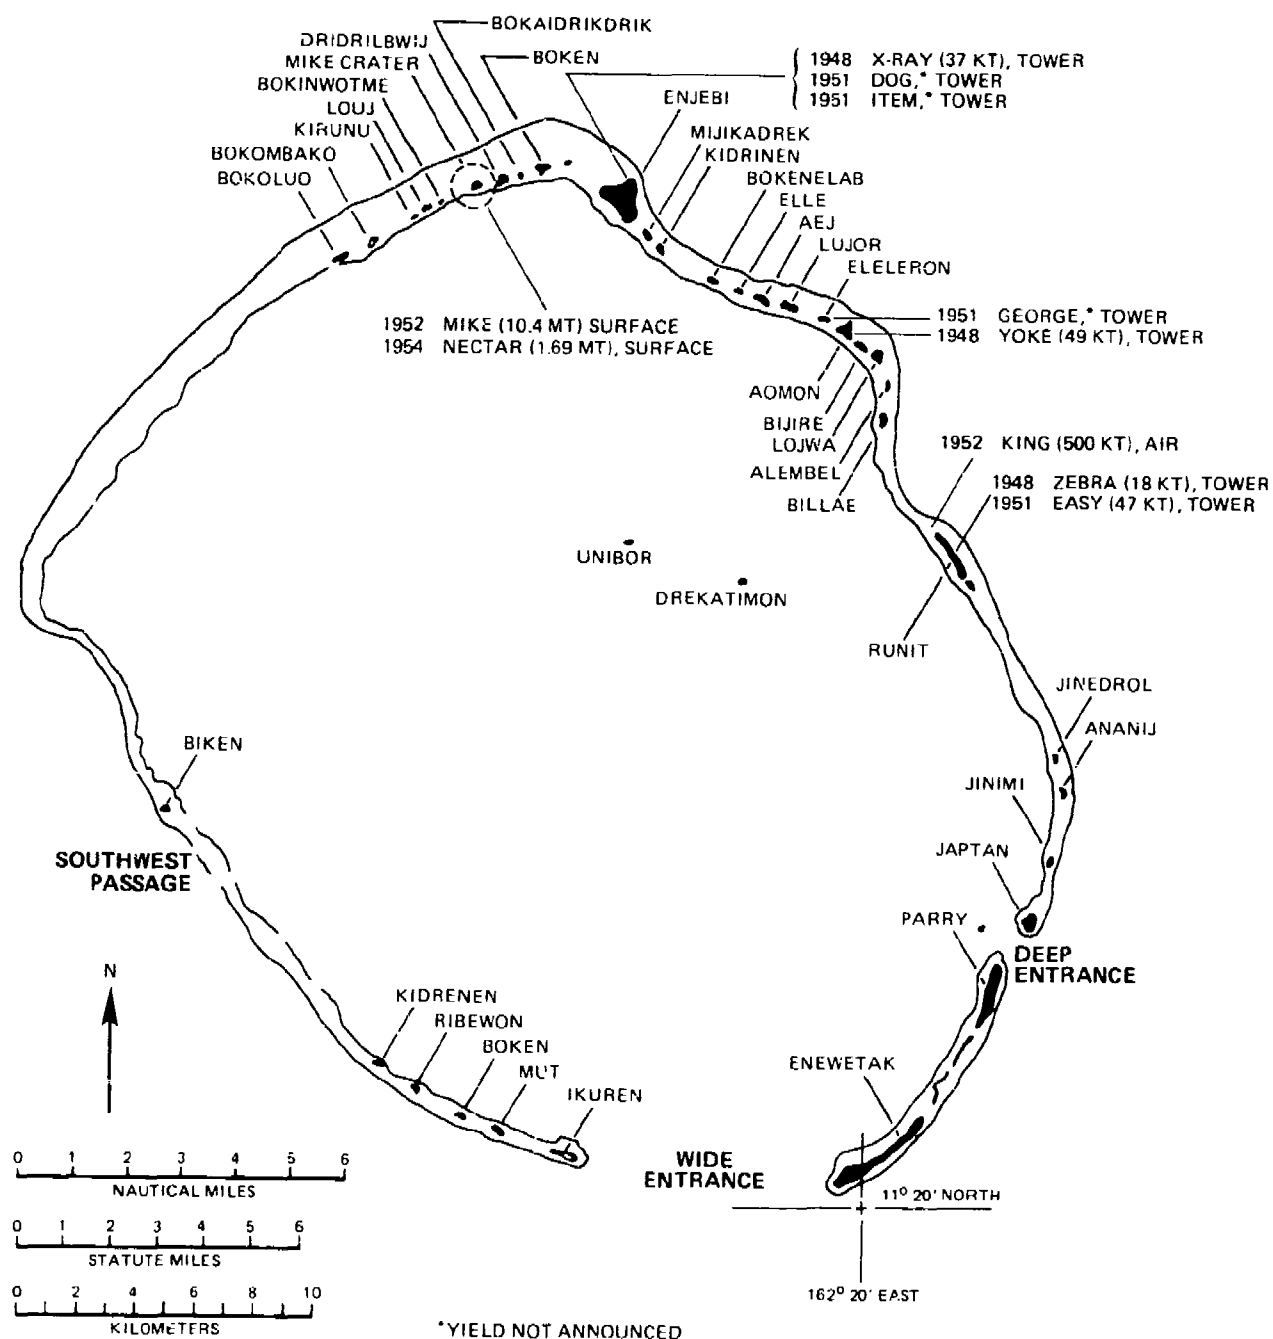 BOKAIDRIKDRIK
DRIDRILBWIJ
MIKE CRATER
BOKEN
BOKINWOTME
LOUJ
KIRUNU
BOKOMBAKO
BOKOLUO
1948 X-RAY (37 KT), TOWER
1951 DOG,* TOWER
1951 ITEM,* TOWER
ENJEBI
MIJIKADREK
KIDRINEN
BOKENELAB
ELLE
AEJ
LUJOR
ELELERON
1952 MIKE (10.4 MT) SURFACE
1954 NECTAR (1.69 MT), SURFACE
1951 GEORGE,* TOWER
1948 YOKE (49 KT), TOWER
AOMON
BIJIRE
LOJWA
ALEMBEL
BILLAE
1952 KING (500 KT), AIR
1948 ZEBRA (18 KT), TOWER
1951 EASY (47 KT), TOWER
UNIBOR
DREKATIMON
RUNIT
JINEDROL
ANANIJ
BIKEN
JINIMI
SOUTHWEST
PASSAGE
JAPTAN
PARRY
DEEP
ENTRANCE
N
KIDRENEN
RIBEWON
BOKEN
MUT
IKUREN
ENEWETAK
WIDE
ENTRANCE
11° 20' NORTH
162° 20' EAST
0 1 2 3 4 5 6
NAUTICAL MILES
0 1 2 3 4 5 6
STATUTE MILES
0 2 4 6 8 10
KILOMETERS
*YIELD NOT ANNOUNCED